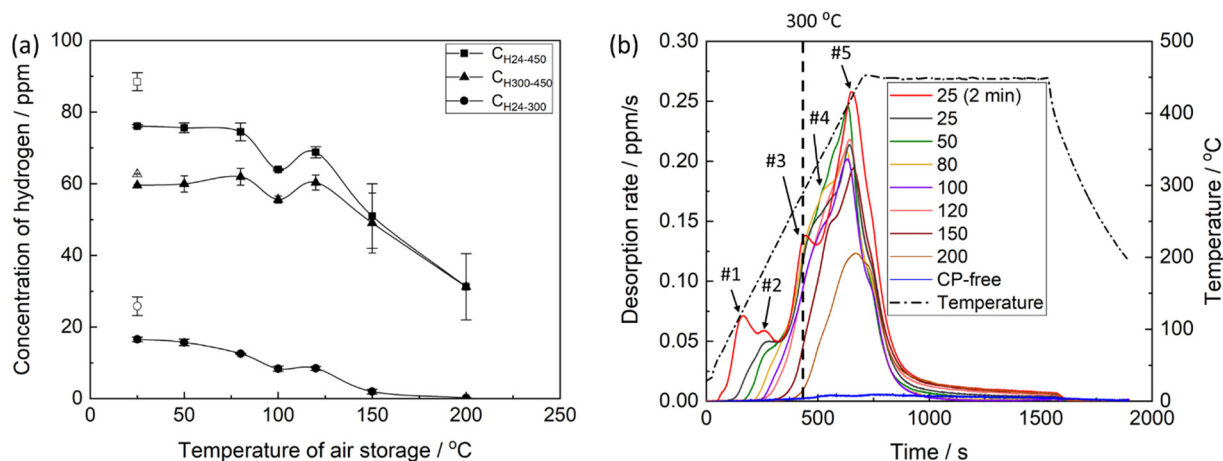 (a)
100
80
60
40
20
0
Concentration of hydrogen / ppm
C_H24-450
C_H300-450
C_H24-300
0 50 100 150 200 250
Temperature of air storage / °C
(b)
300 °C
0.30
0.25
0.20
0.15
0.10
0.05
0.00
Desorption rate / ppm/s
#1
#2
#3
#4
#5
25 (2 min)
25
50
80
100
120
150
200
CP-free
Temperature
500
400
300
200
100
0
Temperature / °C
0 500 1000 1500 2000
Time / s